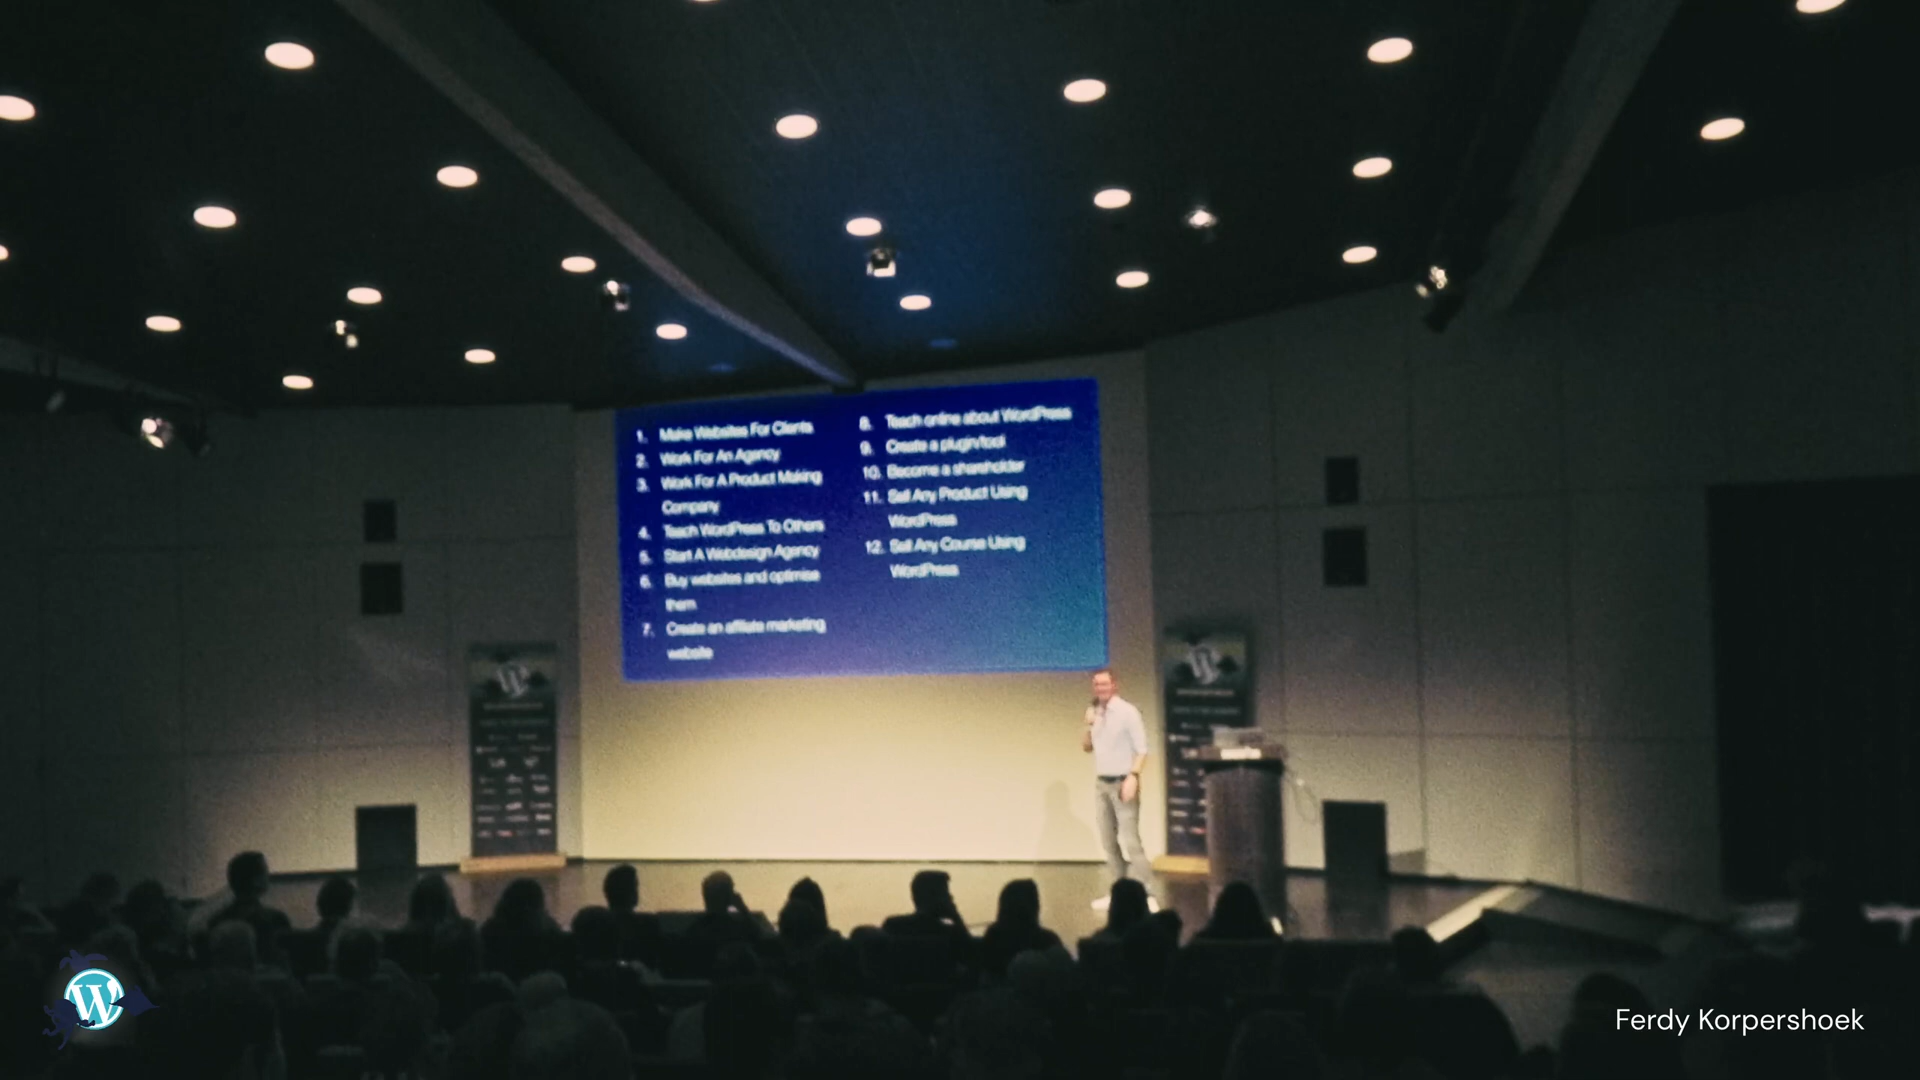 1. Make Websites For Clients
2. Work For An Agency
3. Work For A Product Making
Company
4. Teach WordPress To Others
5. Start A Webdesign Agency
6. Buy websites and optimise
them
7. Create an affiliate marketing
website
8. Teach online about WordPress
9. Create a plugin/tool
10. Become a shareholder
11. Sell Any Product Using
WordPress
12. Sell Any Course Using
WordPress
W
Ferdy Korpershoek